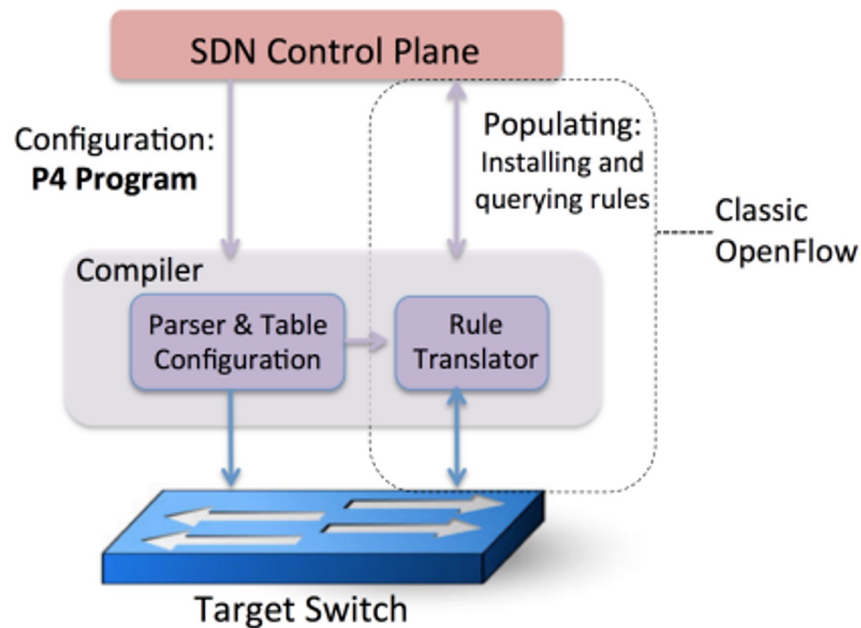 SDN Control Plane
Configuration:
P4 Program
Populating:
Installing and
querying rules
Classic
OpenFlow
Compiler
Parser & Table
Configuration
Rule
Translator
Target Switch